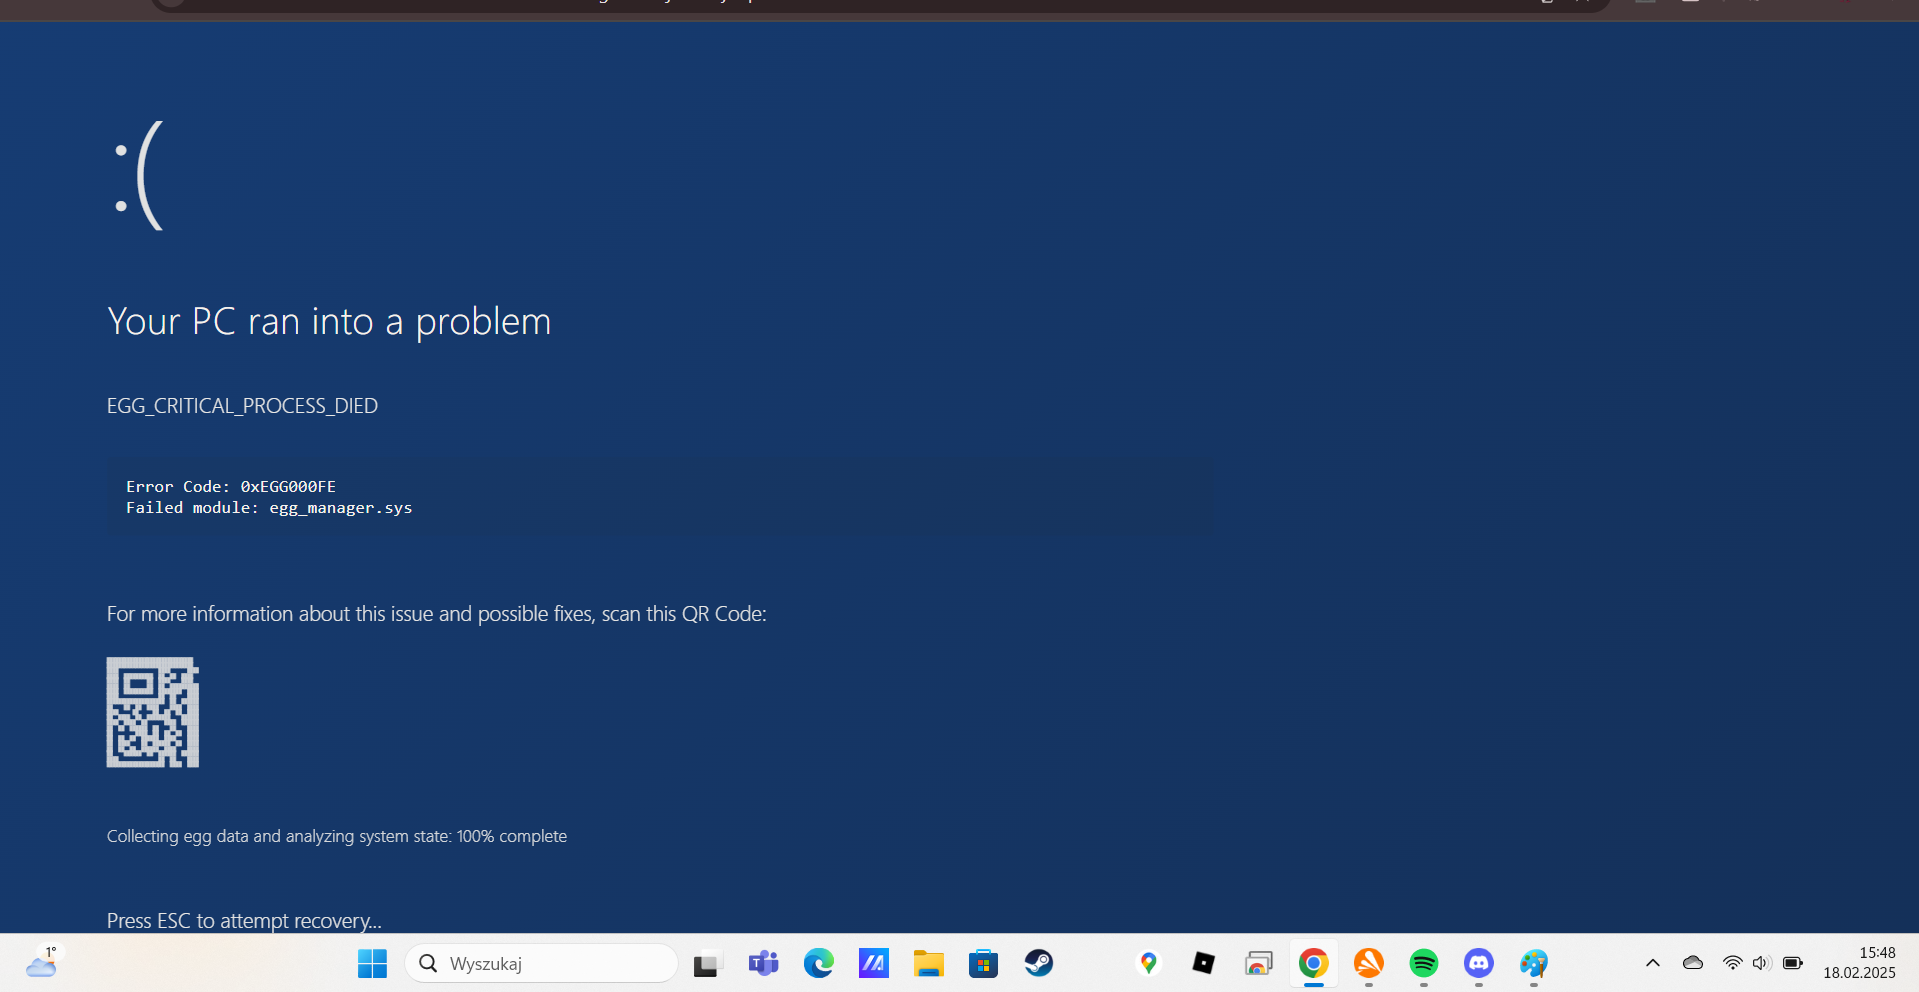 :(
Your PC ran into a problem
EGG_CRITICAL_PROCESS_DIED
Error Code: 0xEGG000FE
Failed module: egg_manager.sys
For more information about this issue and possible fixes, scan this QR Code:
Collecting egg data and analyzing system state: 100% complete
Press ESC to attempt recovery...
1°
Wyszukaj
15:48
18.02.2025